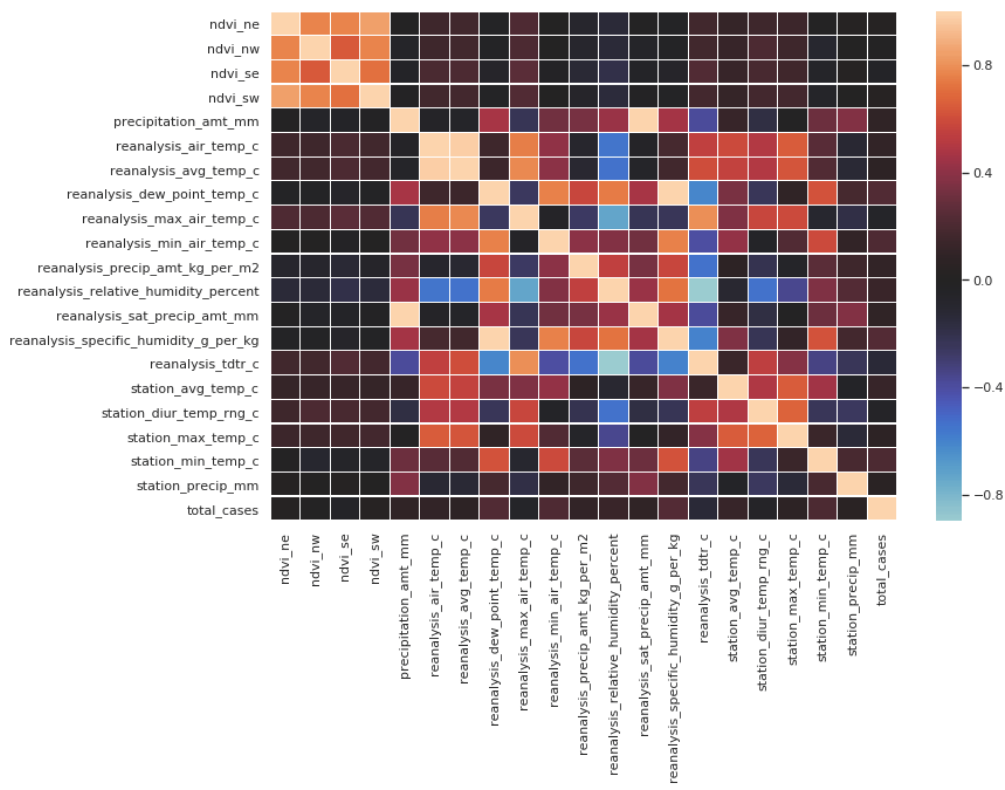 ndvi_ne
ndvi_nw
ndvi_se
ndvi_sw
precipitation_amt_mm
reanalysis_air_temp_c
reanalysis_avg_temp_c
reanalysis_dew_point_temp_c
reanalysis_max_air_temp_c
reanalysis_min_air_temp_c
reanalysis_precip_amt_kg_per_m2
reanalysis_relative_humidity_percent
reanalysis_sat_precip_amt_mm
reanalysis_specific_humidity_g_per_kg
reanalysis_tdtr_c
station_avg_temp_c
station_diur_temp_rng_c
station_max_temp_c
station_min_temp_c
station_precip_mm
total_cases
ndvi_ne
ndvi_nw
ndvi_se
ndvi_sw
precipitation_amt_mm
reanalysis_air_temp_c
reanalysis_avg_temp_c
reanalysis_dew_point_temp_c
reanalysis_max_air_temp_c
reanalysis_min_air_temp_c
reanalysis_precip_amt_kg_per_m2
reanalysis_relative_humidity_percent
reanalysis_sat_precip_amt_mm
reanalysis_specific_humidity_g_per_kg
reanalysis_tdtr_c
station_avg_temp_c
station_diur_temp_rng_c
station_max_temp_c
station_min_temp_c
station_precip_mm
total_cases
0.8
0.4
0.0
−0.4
−0.8